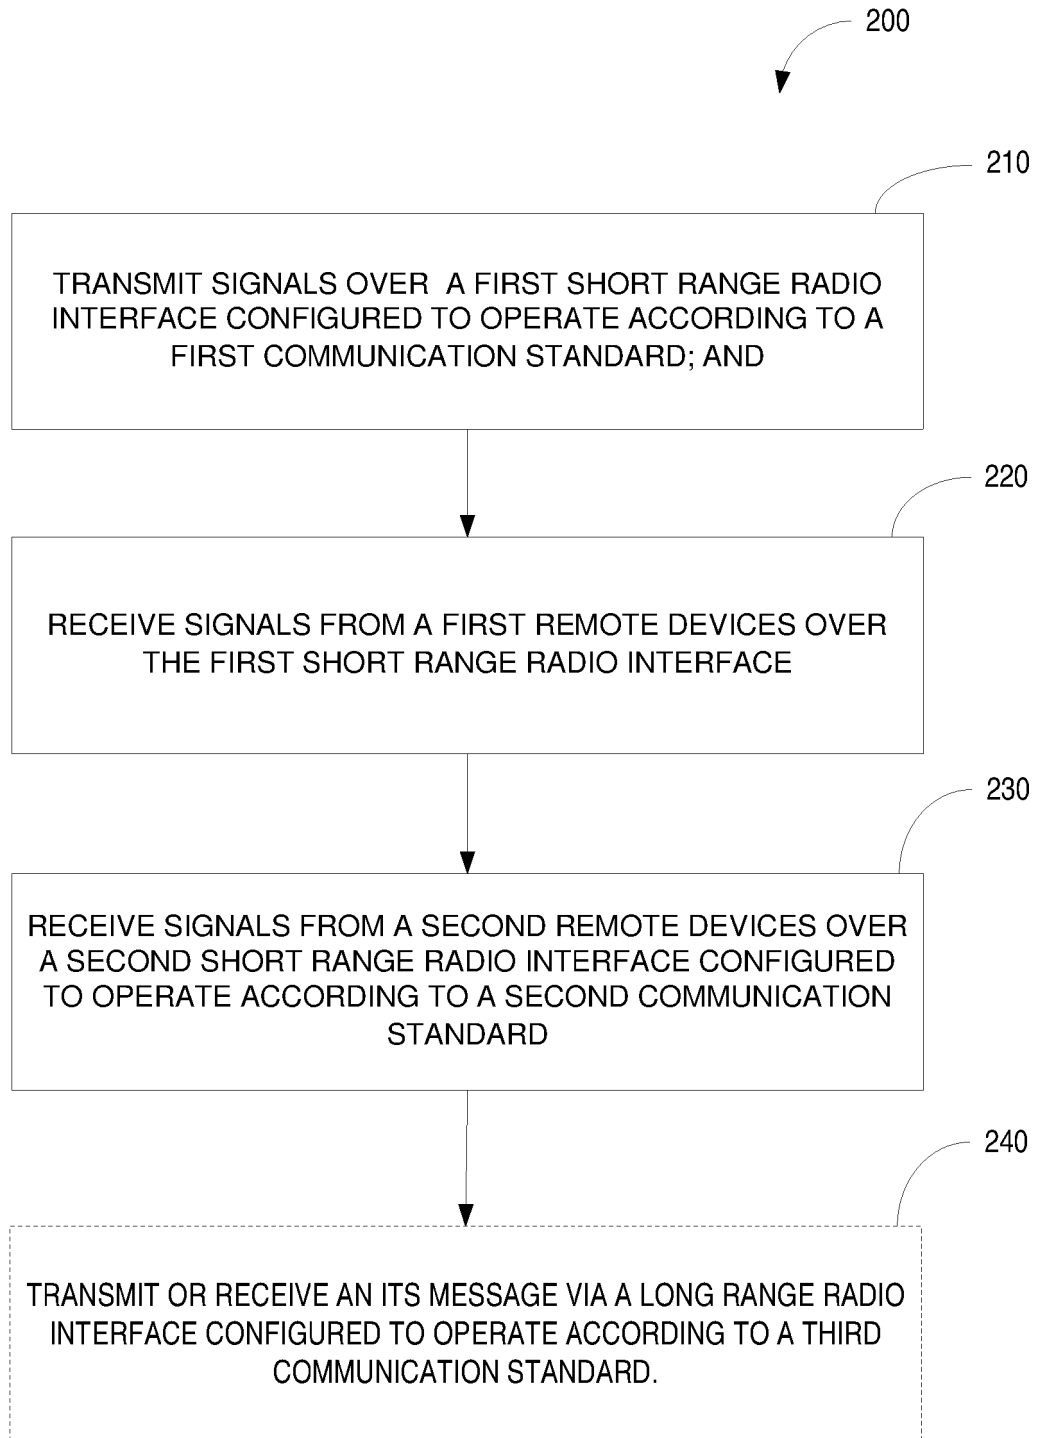 200
210
TRANSMIT SIGNALS OVER A FIRST SHORT RANGE RADIO
INTERFACE CONFIGURED TO OPERATE ACCORDING TO A
FIRST COMMUNICATION STANDARD; AND
220
RECEIVE SIGNALS FROM A FIRST REMOTE DEVICES OVER
THE FIRST SHORT RANGE RADIO INTERFACE
230
RECEIVE SIGNALS FROM A SECOND REMOTE DEVICES OVER
A SECOND SHORT RANGE RADIO INTERFACE CONFIGURED
TO OPERATE ACCORDING TO A SECOND COMMUNICATION
STANDARD
240
TRANSMIT OR RECEIVE AN ITS MESSAGE VIA A LONG RANGE RADIO
INTERFACE CONFIGURED TO OPERATE ACCORDING TO A THIRD
COMMUNICATION STANDARD.